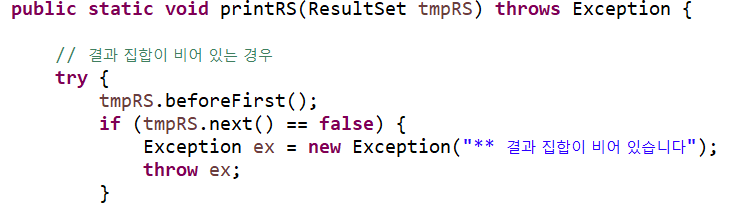 public static void printRS(ResultSet tmpRS) throws Exception {
// 결과 집합이 비어 있는 경우
try {
tmpRS.beforeFirst();
if (tmpRS.next() == false) {
Exception ex = new Exception("** 결과 집합이 비어 있습니다");
throw ex;
}